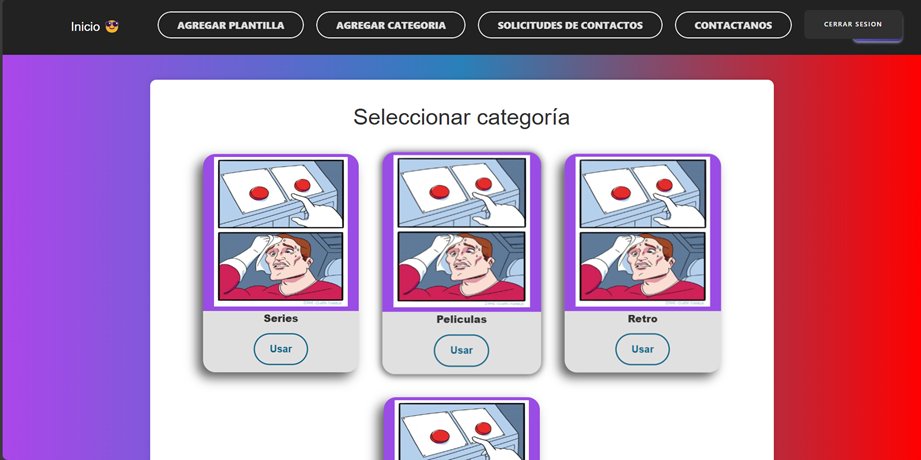 Inicio 😎
AGREGAR PLANTILLA
AGREGAR CATEGORIA
SOLICITUDES DE CONTACTOS
CONTACTANOS
CERRAR SESION
Seleccionar categoría
Series
Peliculas
Retro
Usar
Usar
Usar